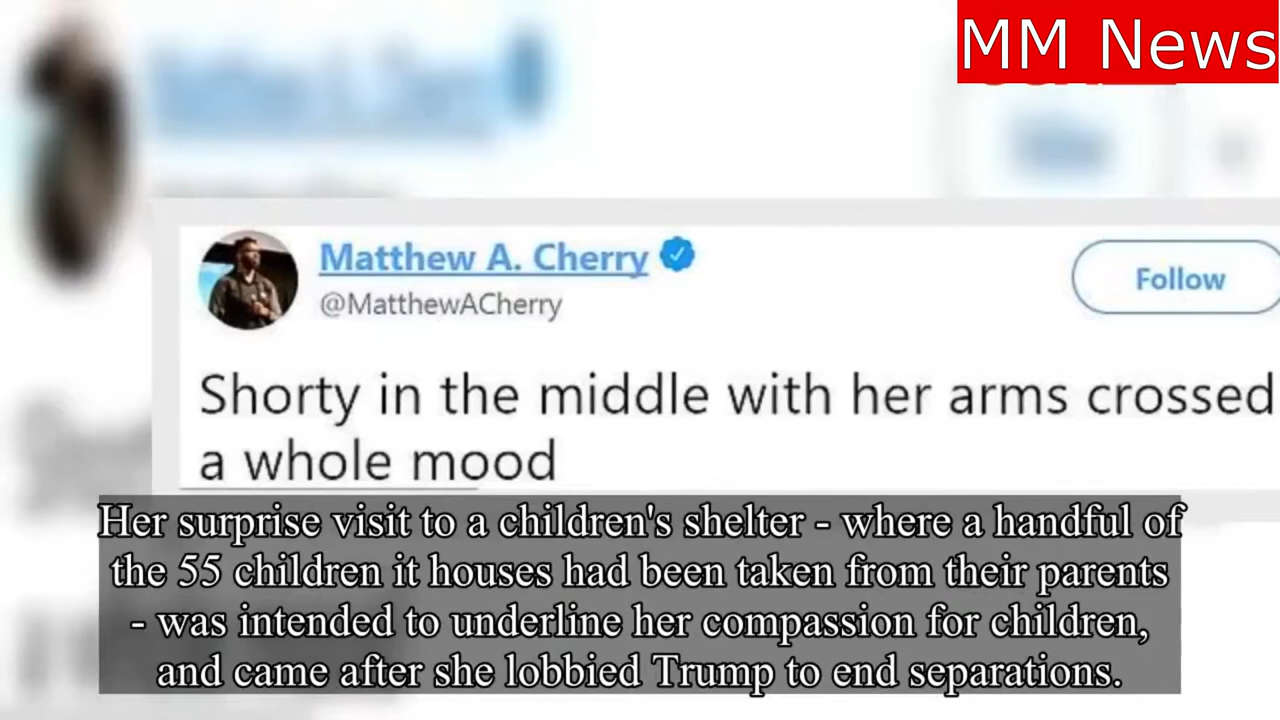 MM News
Matthew A. Cherry
@MatthewACherry
Follow
Shorty in the middle with her arms crossed
a whole mood
Her surprise visit to a children's shelter - where a handful of
the 55 children it houses had been taken from their parents
- was intended to underline her compassion for children,
and came after she lobbied Trump to end separations.